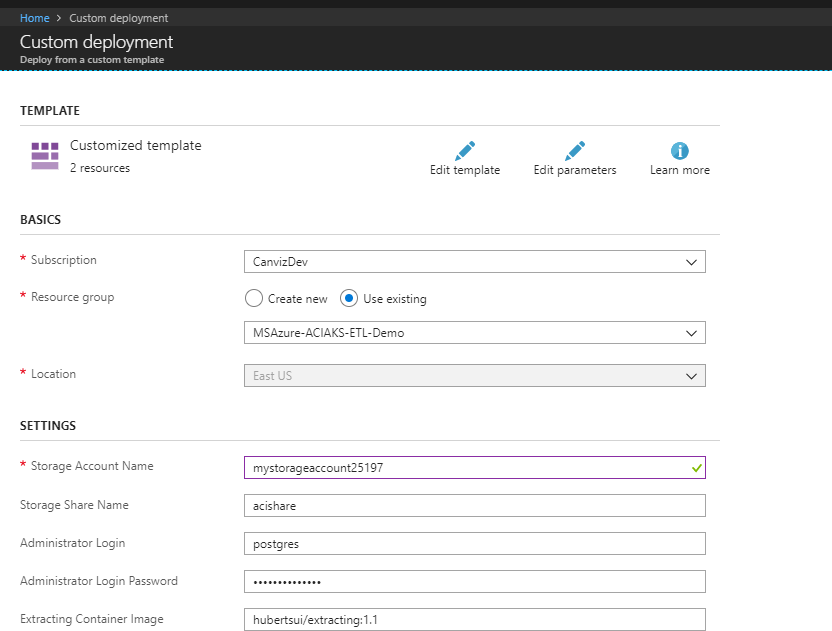 Home > Custom deployment
Custom deployment
Deploy from a custom template
TEMPLATE
Customized template
2 resources
Edit template
Edit parameters
Learn more
BASICS
* Subscription
CanvizDev
* Resource group
Create new
Use existing
MSAzure-ACIAKS-ETL-Demo
* Location
East US
SETTINGS
* Storage Account Name
mystorageaccount25197
Storage Share Name
acishare
Administrator Login
postgres
Administrator Login Password
••••••••••••••
Extracting Container Image
hubertsui/extracting:1.1